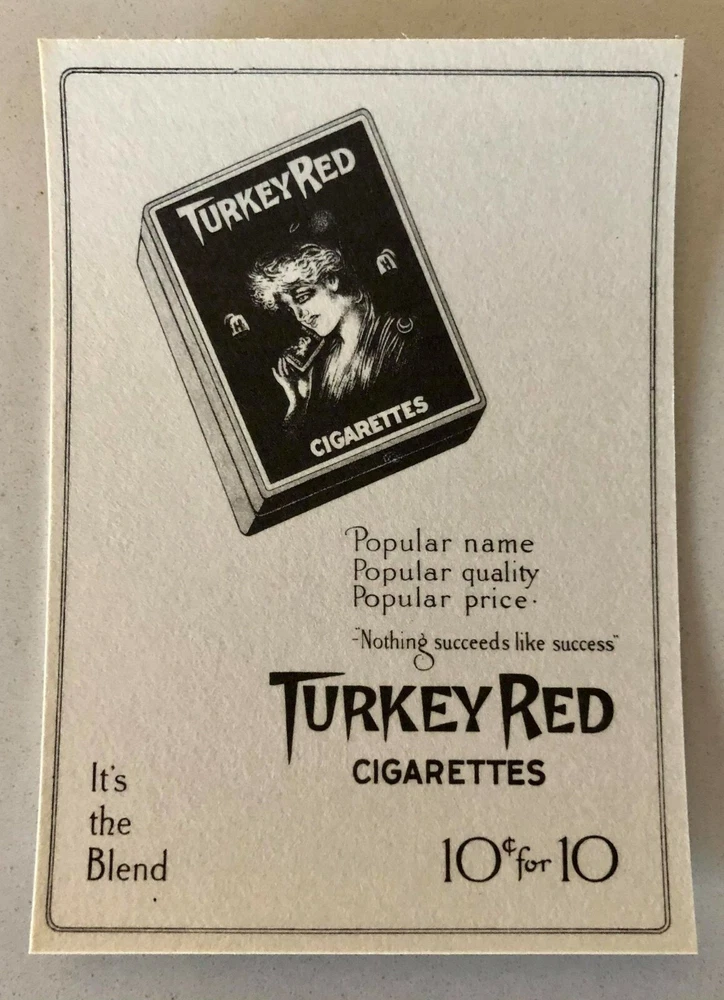 TURKEY RED
CIGARETTES
Popular name
Popular quality
Popular price.
-"Nothing succeeds like success"
TURKEY RED
CIGARETTES
It's
the
Blend
10¢ for 10